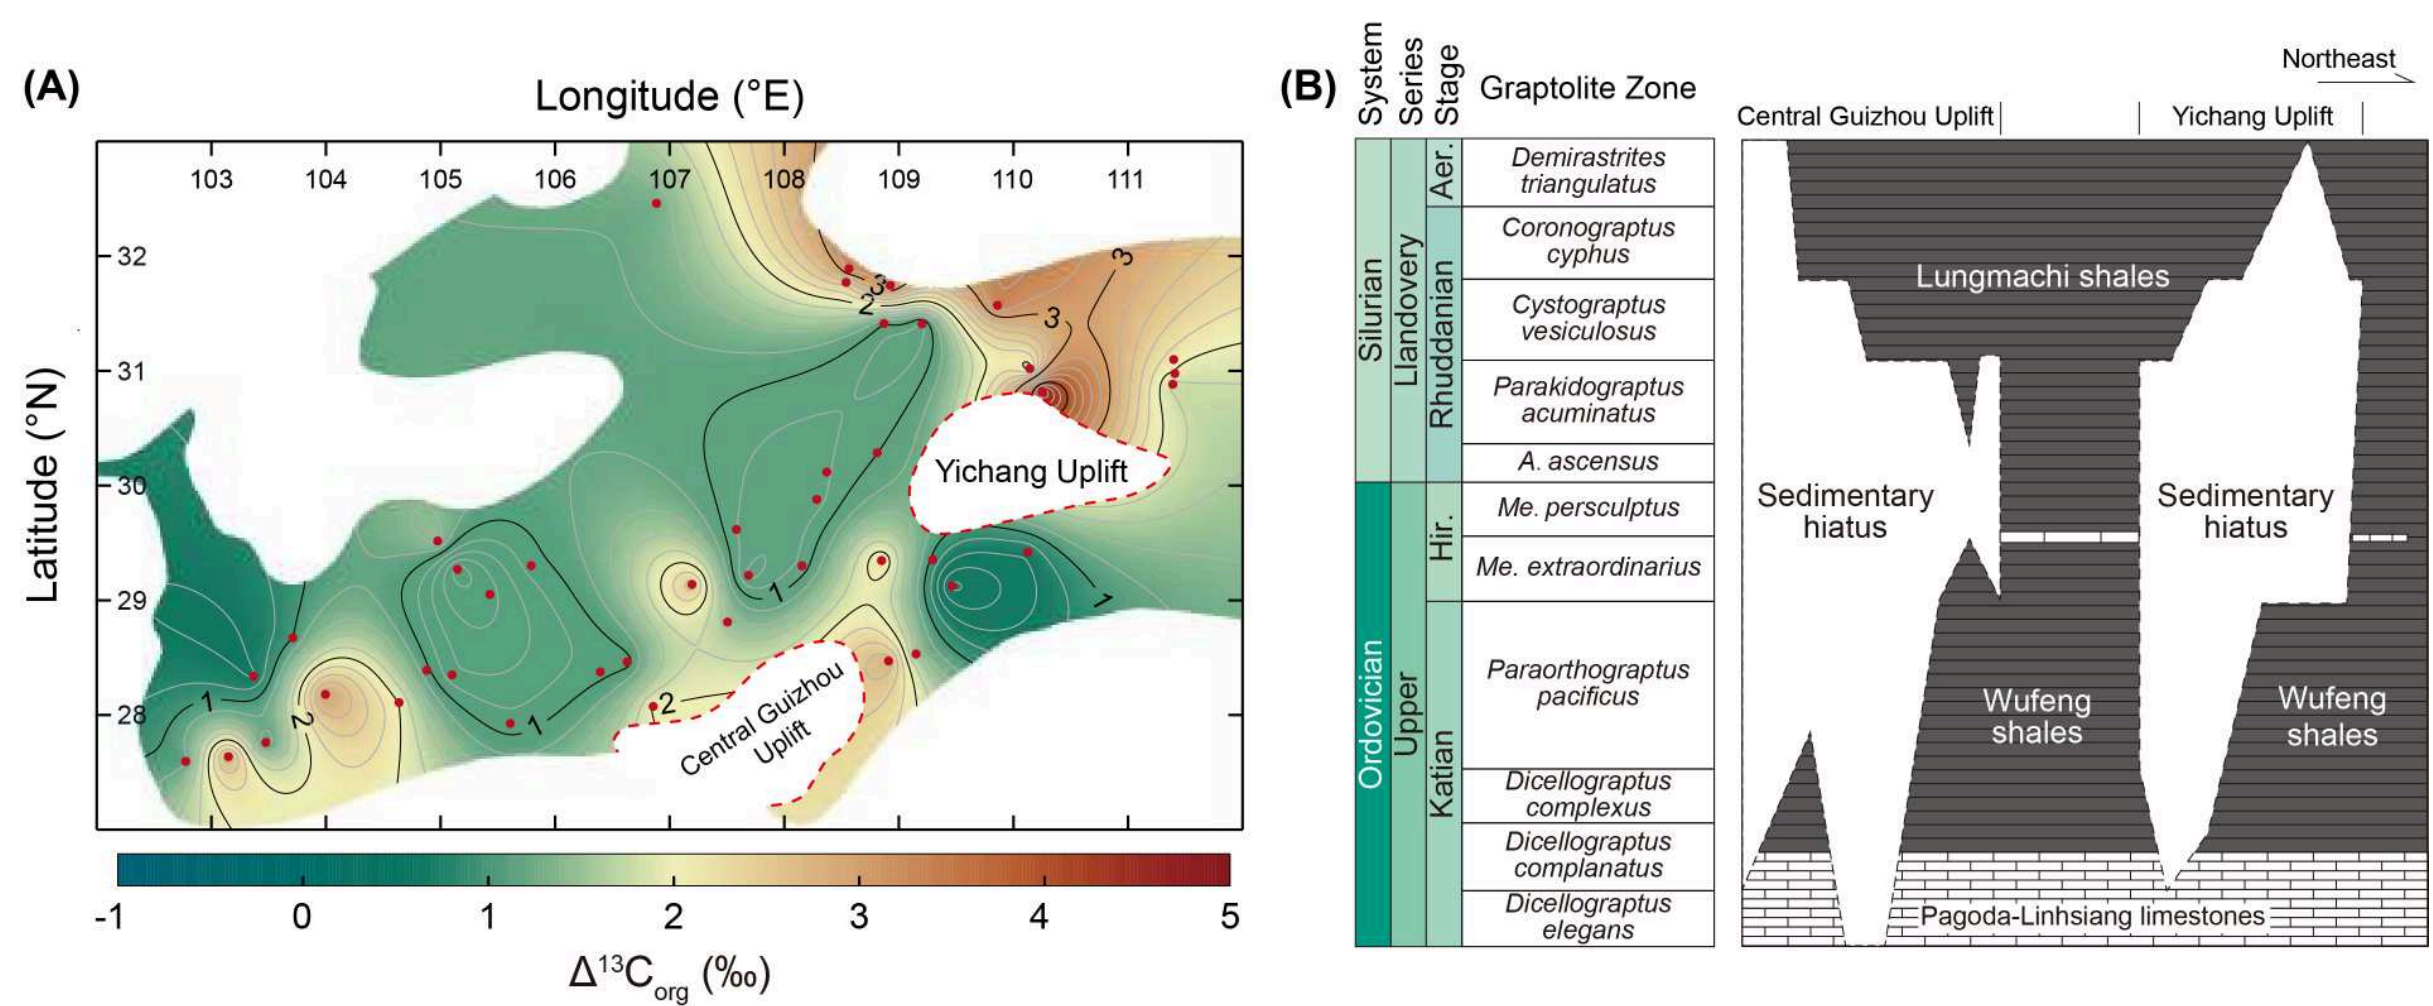 (A)
Longitude (°E)
103 104 105 106 107 108 109 110 111
Latitude (°N)
32
31
30
29
28
3
2
3
3
1
1
1
1
2
2
Yichang Uplift
Central Guizhou
Uplift
-1 0 1 2 3 4 5
Δ¹³Corg (‰)
(B)
System
Series
Stage
Graptolite Zone
Silurian
Ordovician
Llandovery
Upper
Aer.
Rhuddanian
Hir.
Katian
Demirastrites
triangulatus
Coronograptus
cyphus
Cystograptus
vesiculosus
Parakidograptus
acuminatus
A. ascensus
Me. persculptus
Me. extraordinarius
Paraorthograptus
pacificus
Dicellograptus
complexus
Dicellograptus
complanatus
Dicellograptus
elegans
Northeast
Central Guizhou Uplift
Yichang Uplift
Lungmachi shales
Sedimentary
hiatus
Sedimentary
hiatus
Wufeng
shales
Wufeng
shales
Pagoda-Linhsiang limestones